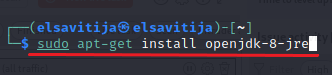 ┌──(elsavitija㉿elsavitija)-[~]
└─$ sudo apt-get install openjdk-8-jre